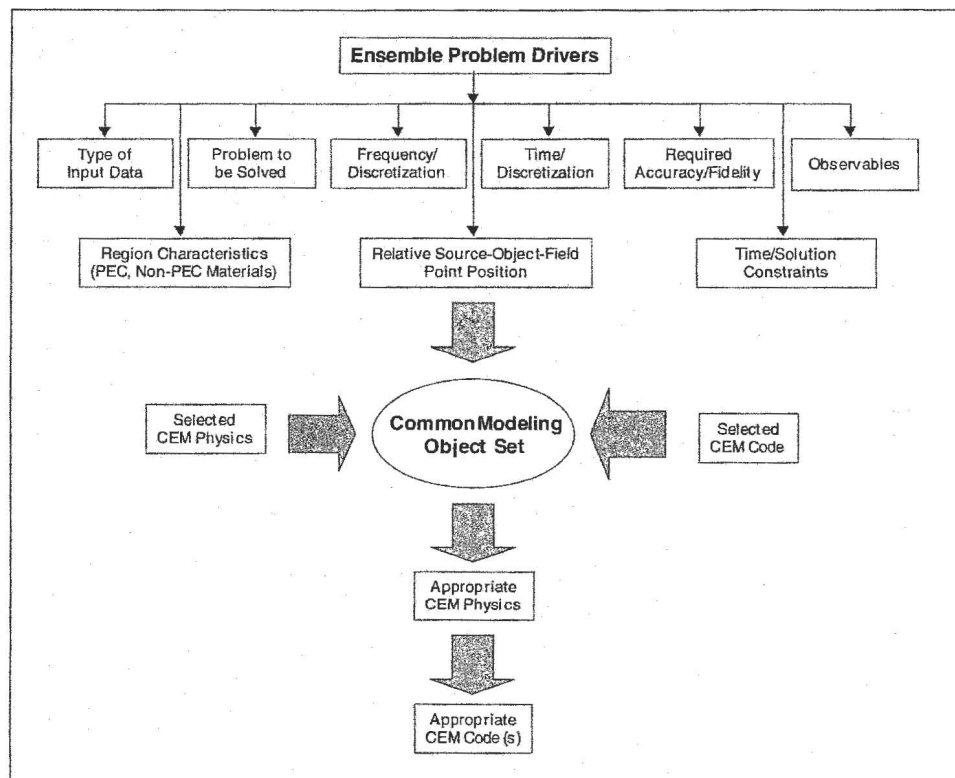 Ensemble Problem Drivers
Type of
Input Data
Problem to
be Solved
Frequency/
Discretization
Time/
Discretization
Required
Accuracy/Fidelity
Observables
Region Characteristics
(PEC, Non-PEC Materials)
Relative Source-Object-Field
Point Position
Time/Solution
Constraints
Selected
CEM Physics
Common Modeling
Object Set
Selected
CEM Code
Appropriate
CEM Physics
Appropriate
CEM Code(s)